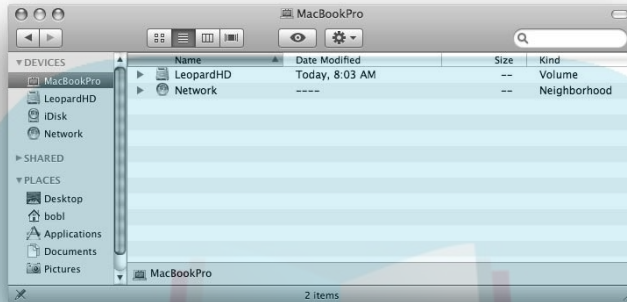 MacBookPro
DEVICES
MacBookPro
LeopardHD
iDisk
Network
SHARED
PLACES
Desktop
bobl
Applications
Documents
Pictures
Name Date Modified Size Kind
LeopardHD Today, 8:03 AM -- Volume
Network ---- -- Neighborhood
MacBookPro
2 items